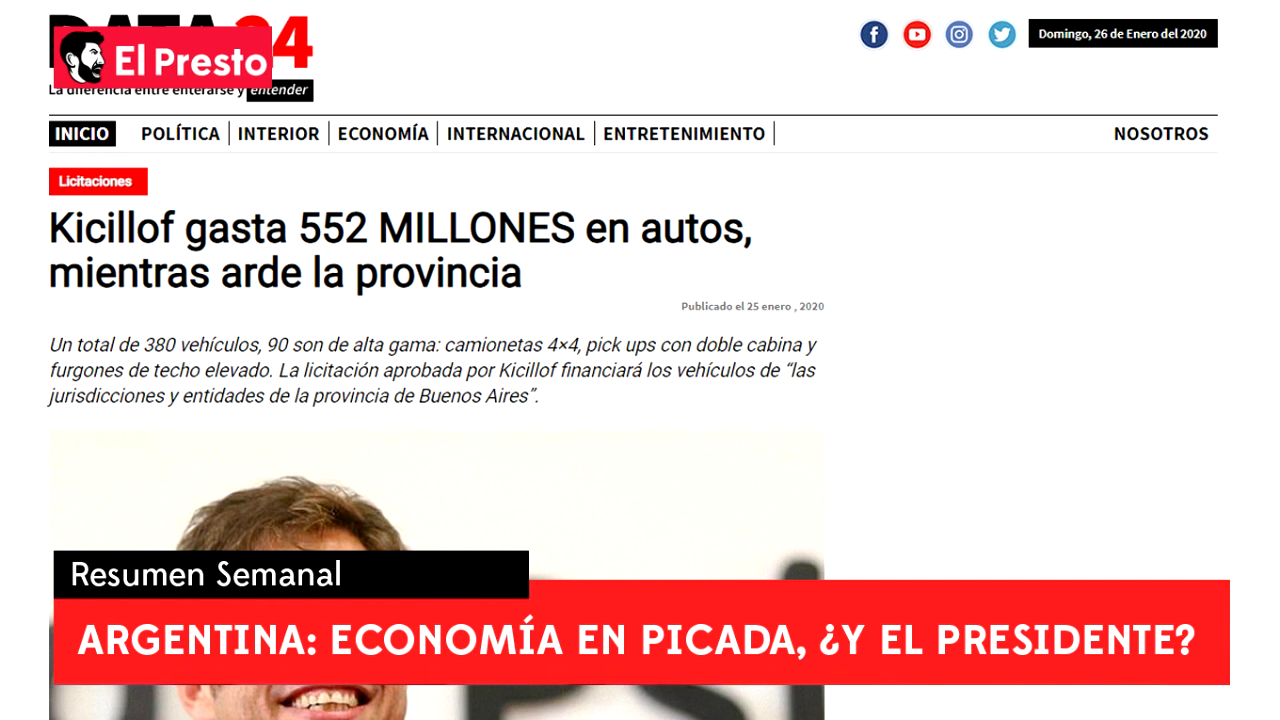 DATA 24
El Presto
La diferencia entre enterarse y entender
Domingo, 26 de Enero del 2020
INICIO POLÍTICA INTERIOR ECONOMÍA INTERNACIONAL ENTRETENIMIENTO NOSOTROS
Licitaciones
Kicillof gasta 552 MILLONES en autos,
mientras arde la provincia
Publicado el 25 enero , 2020
Un total de 380 vehículos, 90 son de alta gama: camionetas 4×4, pick ups con doble cabina y
furgones de techo elevado. La licitación aprobada por Kicillof financiará los vehículos de “las
jurisdicciones y entidades de la provincia de Buenos Aires”.
Resumen Semanal
ARGENTINA: ECONOMÍA EN PICADA, ¿Y EL PRESIDENTE?